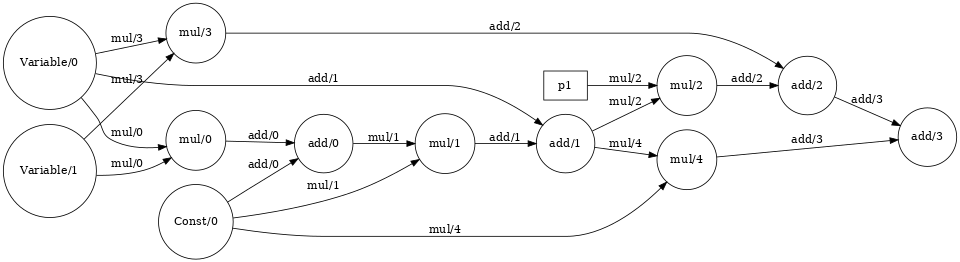 Variable/0
Variable/1
mul/3
mul/3
mul/0
mul/0
mul/3
mul/0
Const/0
add/2
add/1
add/0
add/0
mul/1
mul/4
add/0
mul/1
mul/1
add/1
p1
add/1
mul/2
mul/2
mul/4
mul/2
mul/4
add/2
add/3
add/2
add/3
add/3